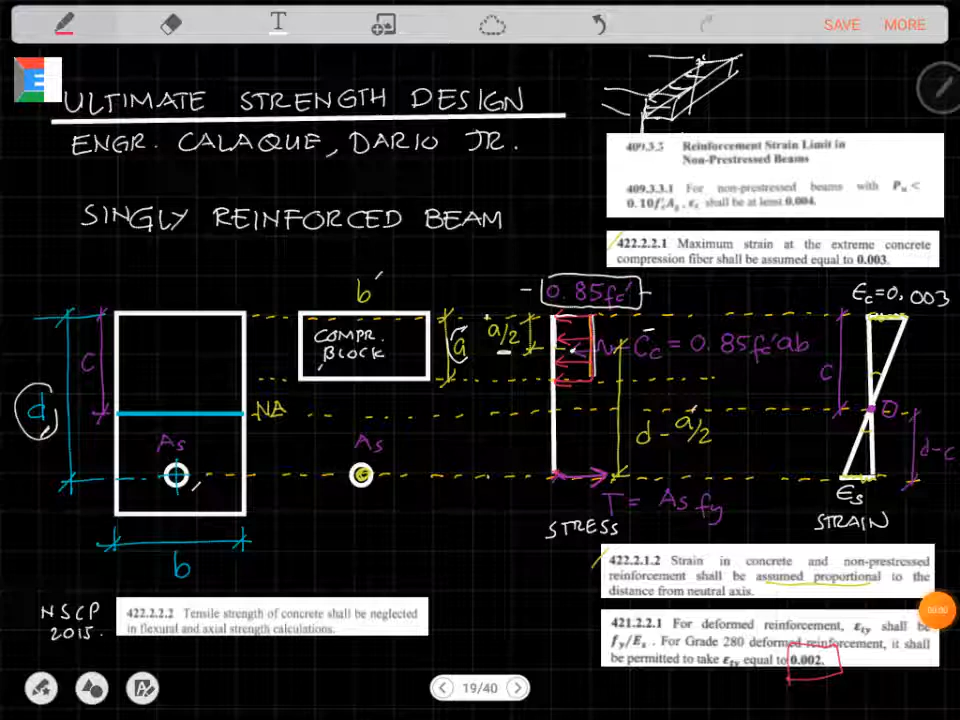 T
SAVE
MORE
E
ULTIMATE STRENGTH DESIGN
ENGR. CALAQUE, DARIO JR.
SINGLY REINFORCED BEAM
409.3.3 Reinforcement Strain Limit in
Non-Prestressed Beams
409.3.3.1 For non-prestressed beams with Pu <
0.10f'cAg, εt shall be at least 0.004.
422.2.2.1 Maximum strain at the extreme concrete
compression fiber shall be assumed equal to 0.003.
b
0.85fc'
εc=0.003
COMPR.
BLOCK
a
a/2
Cc = 0.85fc'ab
c
c
d
NA
0
d - a/2
d-c
As
As
T = As fy
εs
STRESS
STRAIN
b
422.2.1.2 Strain in concrete and non-prestressed
reinforcement shall be assumed proportional to the
distance from neutral axis.
NSCP
2015.
422.2.2.2 Tensile strength of concrete shall be neglected
in flexural and axial strength calculations.
421.2.2.1 For deformed reinforcement, εty shall be
fy/Es. For Grade 280 deformed reinforcement, it shall
be permitted to take εty equal to 0.002.
00:00
19/40